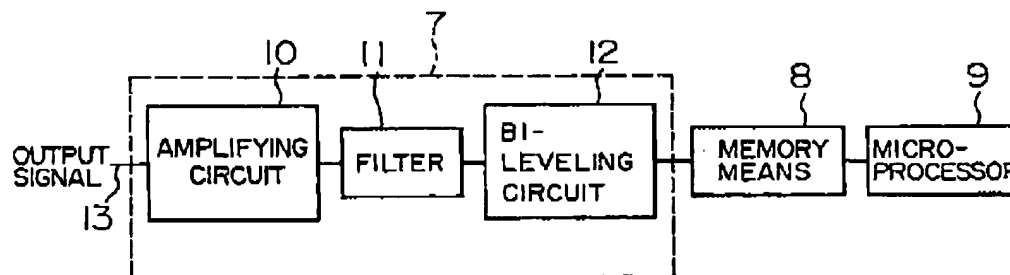 7
10
11
12
8
9
OUTPUT
SIGNAL
13
AMPLIFYING
CIRCUIT
FILTER
BI-
LEVELING
CIRCUIT
MEMORY
MEANS
MICRO-
PROCESSOR